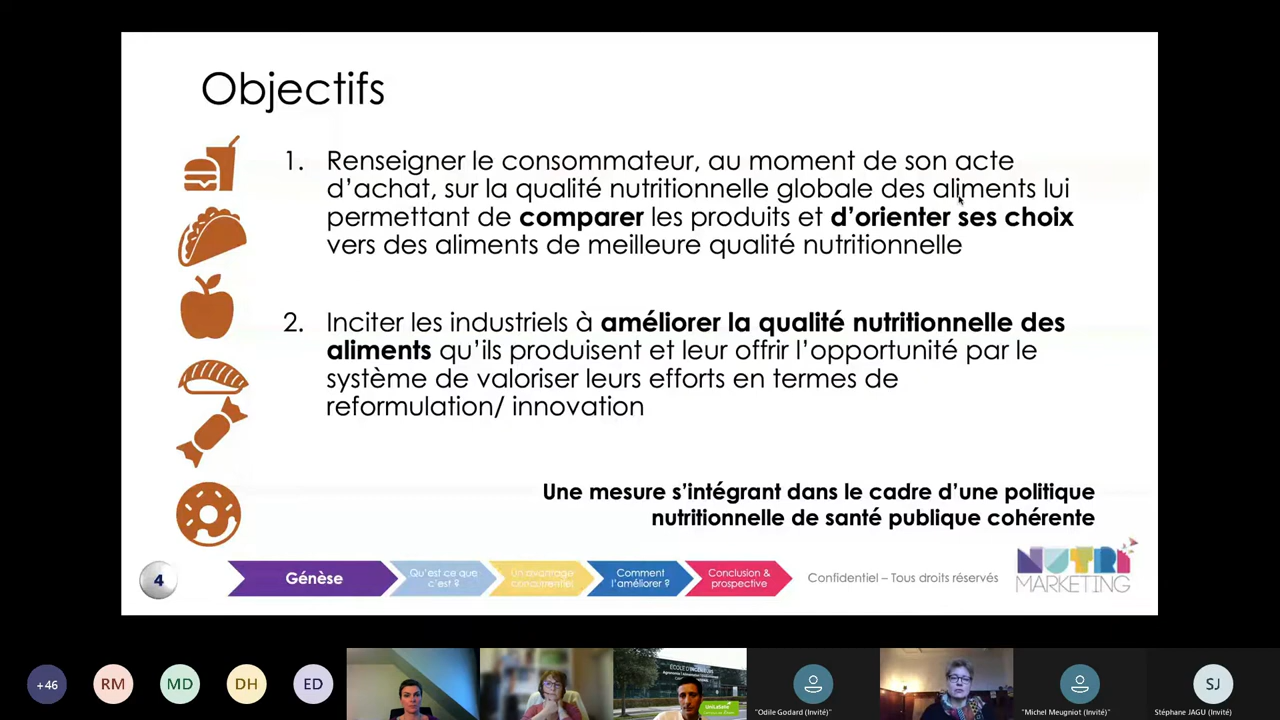 Objectifs
1. Renseigner le consommateur, au moment de son acte
d’achat, sur la qualité nutritionnelle globale des aliments lui
permettant de comparer les produits et d’orienter ses choix
vers des aliments de meilleure qualité nutritionnelle
2. Inciter les industriels à améliorer la qualité nutritionnelle des
aliments qu’ils produisent et leur offrir l’opportunité par le
système de valoriser leurs efforts en termes de
reformulation/ innovation
Une mesure s’intégrant dans le cadre d’une politique
nutritionnelle de santé publique cohérente
4
Génèse
Qu’est ce que
c’est ?
Un avantage
concurrentiel
Comment
l’améliorer ?
Conclusion &
prospective
Confidentiel – Tous droits réservés
NUTRI
MARKETING
+46
RM
MD
DH
ED
ÉCOLE D'INGÉNIEURS
UniLaSalle
"Odile Godard (Invité)"
"Michel Meugniot (Invité)"
SJ
Stéphane JAGU (Invité)